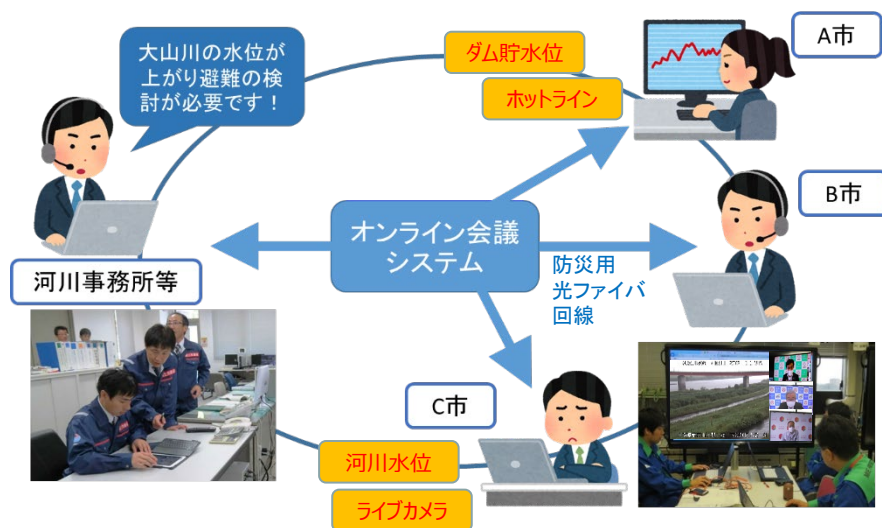 大山川の水位が
上がり避難の検
討が必要です！
ダム貯水位
ホットライン
A市
B市
オンライン会議
システム
防災用
光ファイバ
回線
河川事務所等
C市
河川水位
ライブカメラ